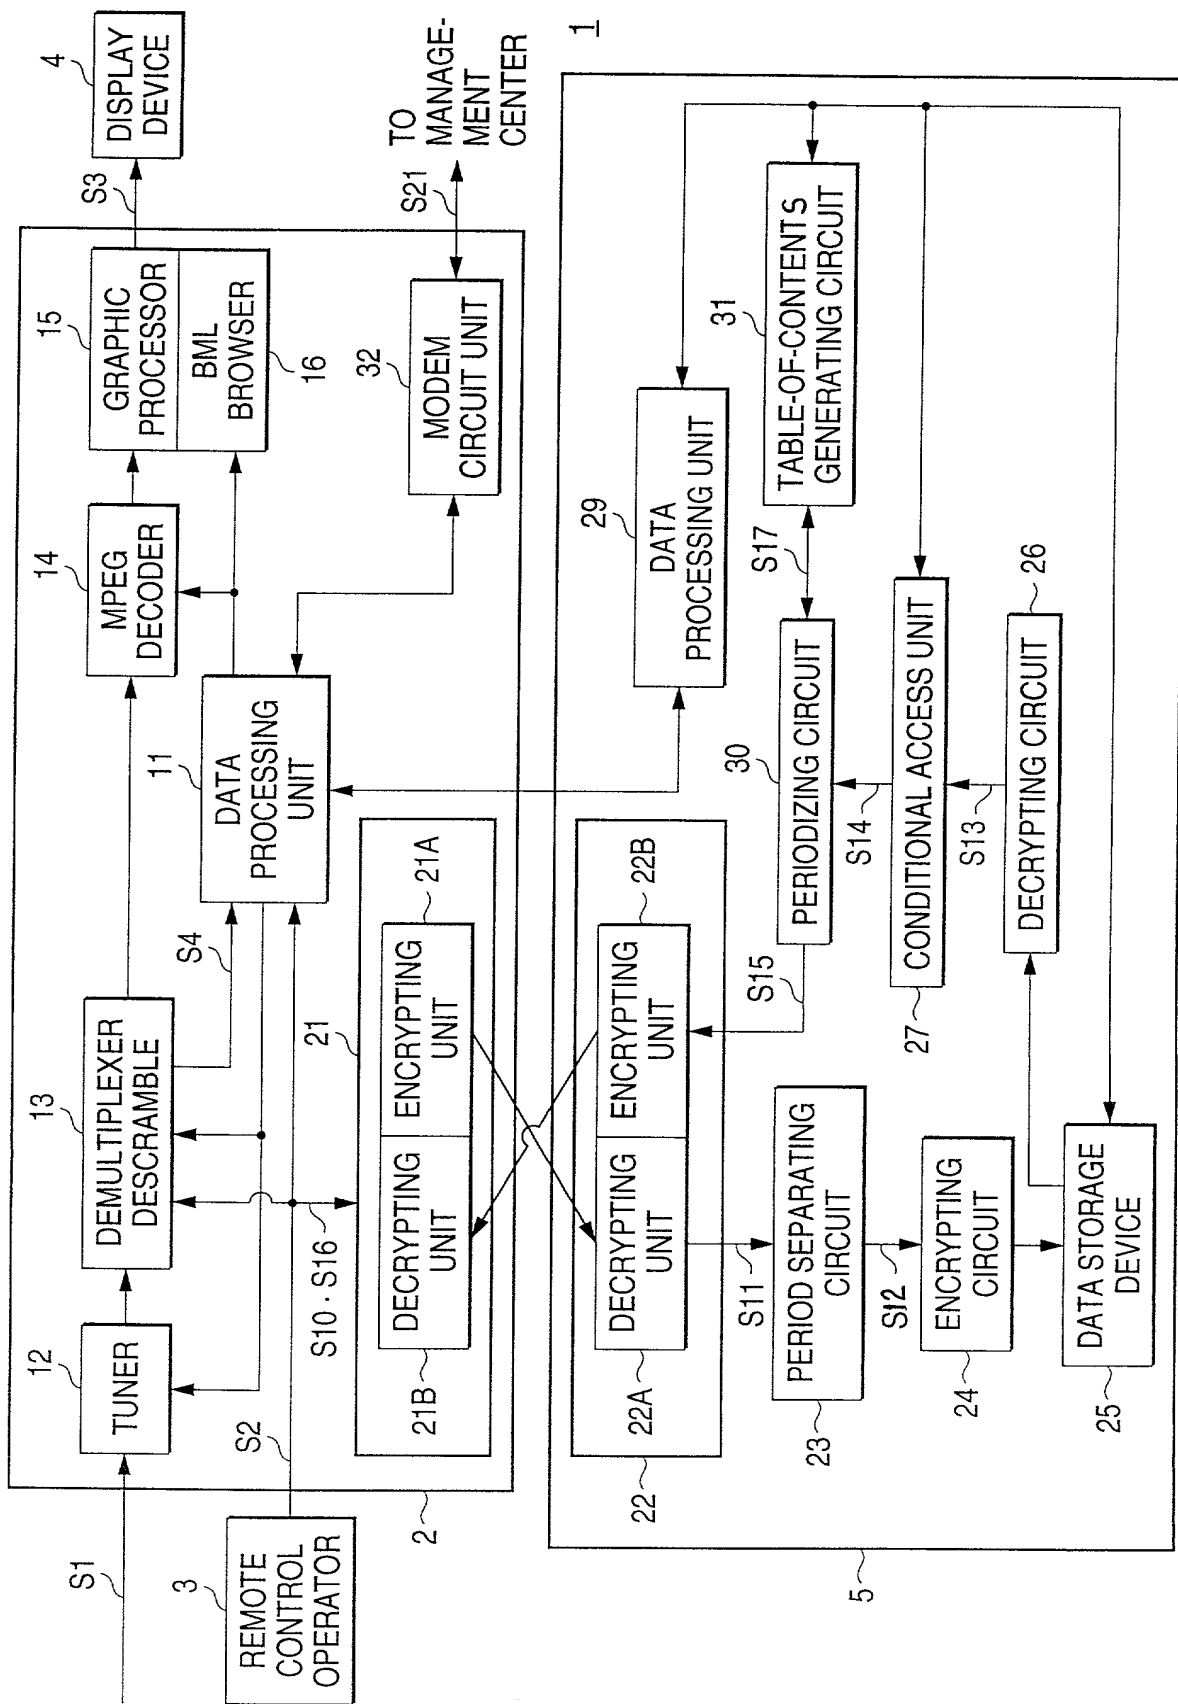 1
S1
3
REMOTE
CONTROL
OPERATOR
S2
2
12
TUNER
13
DEMULTIPLEXER
DESCRAMBLE
S4
14
MPEG
DECODER
15
GRAPHIC
PROCESSOR
BML
BROWSER
16
S3
4
DISPLAY
DEVICE
11
DATA
PROCESSING
UNIT
32
MODEM
CIRCUIT UNIT
S21
TO
MANAGE-
MENT
CENTER
S10 · S16
21
21B
DECRYPTING
UNIT
ENCRYPTING
UNIT
21A
5
22
22A
DECRYPTING
UNIT
ENCRYPTING
UNIT
22B
S11
23
PERIOD SEPARATING
CIRCUIT
S12
24
ENCRYPTING
CIRCUIT
25
DATA STORAGE
DEVICE
S15
30
PERIODIZING CIRCUIT
S14
27
CONDITIONAL ACCESS UNIT
S13
26
DECRYPTING CIRCUIT
S17
29
DATA
PROCESSING UNIT
31
TABLE-OF-CONTENTS
GENERATING CIRCUIT